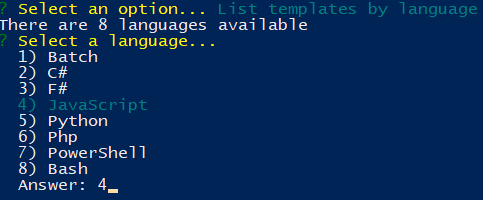 ? Select an option... List templates by language
There are 8 languages available
? Select a language...
1) Batch
2) C#
3) F#
4) JavaScript
5) Python
6) Php
7) PowerShell
8) Bash
Answer: 4_